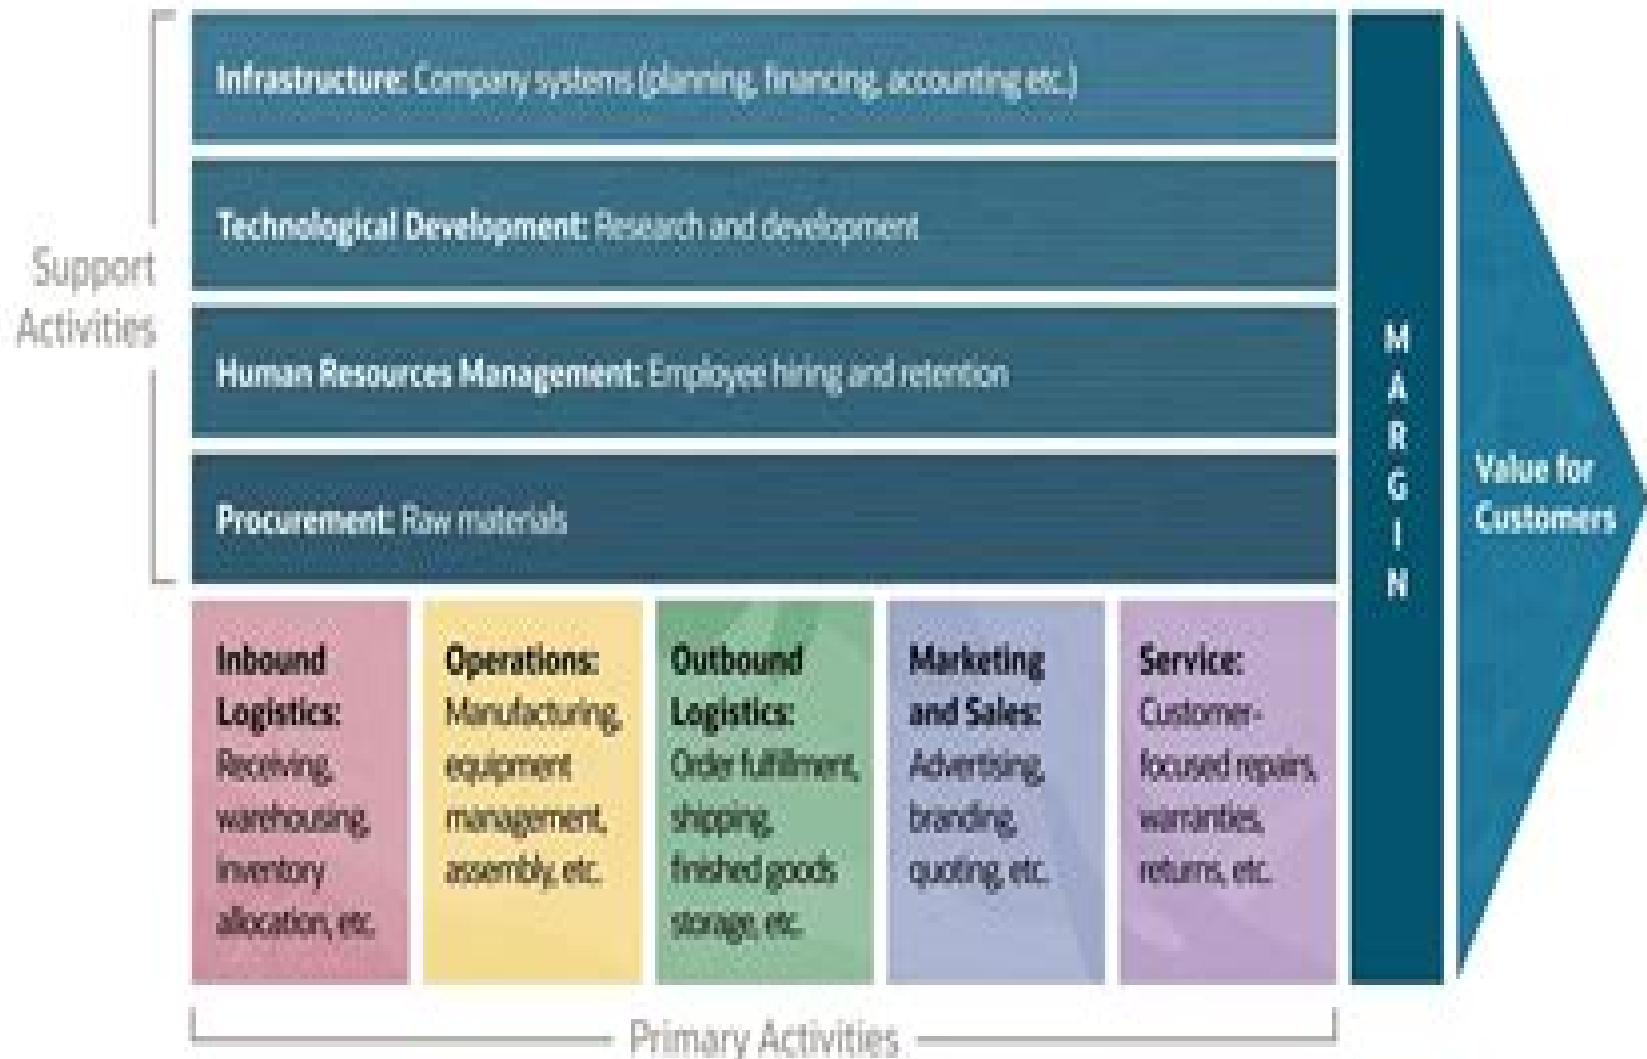 Infrastructure: Company systems (planning, financing, accounting etc.)
Technological Development: Research and development
Support
Activities
Human Resources Management: Employee hiring and retention
Procurement: Raw materials
MARGIN
Value for
Customers
Inbound
Logistics:
Receiving,
warehousing,
inventory
allocation, etc.
Operations:
Manufacturing,
equipment
management,
assembly, etc.
Outbound
Logistics:
Order fulfillment,
shipping,
finished goods
storage, etc.
Marketing
and Sales:
Advertising,
branding,
quoting, etc.
Service:
Customer-
focused repairs,
warranties,
returns, etc.
Primary Activities